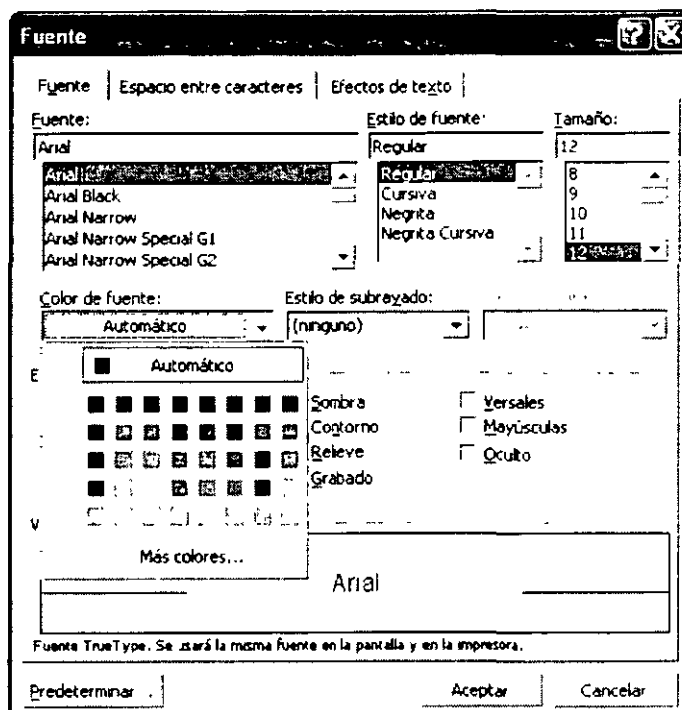 Fuente
Fuente Espacio entre caracteres Efectos de texto
Fuente: Estilo de fuente: Tamaño:
Arial Regular 12
Arial Regular 8
Arial Black Cursiva 9
Arial Narrow Negrita 10
Arial Narrow Special G1 Negrita Cursiva 11
Arial Narrow Special G2 12
Color de fuente: Estilo de subrayado:
Automático (ninguno)
Automático
E
Sombra Versales
Contorno Mayúsculas
Relieve Oculto
Grabado
V
Más colores...
Arial
Fuente TrueType. Se usará la misma fuente en la pantalla y en la impresora.
Predeterminar... Aceptar Cancelar